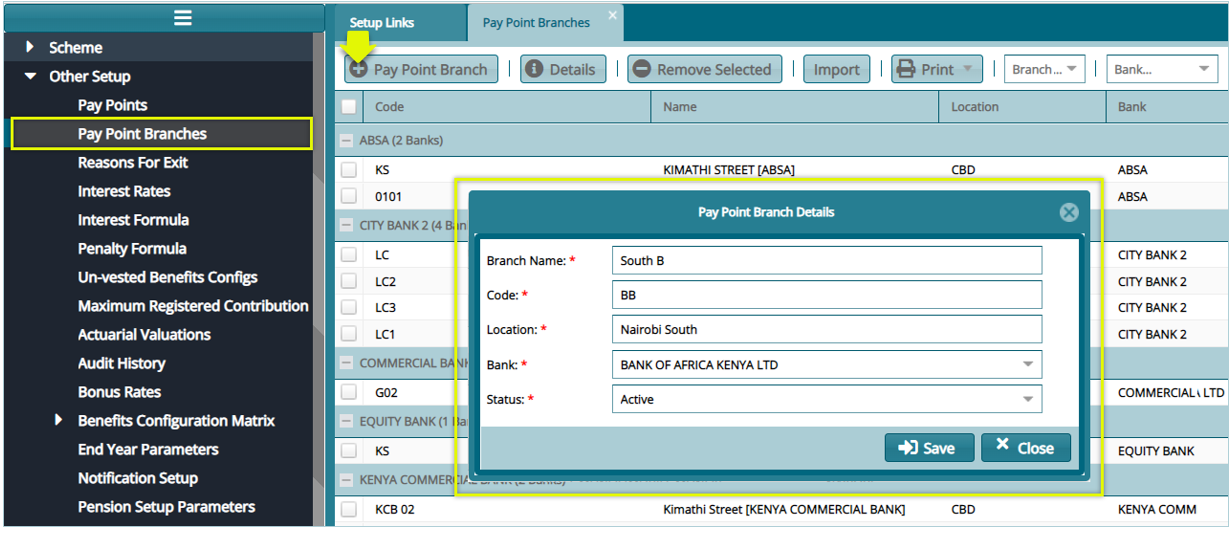 Setup Links
Pay Point Branches
Scheme
Other Setup
Pay Points
Pay Point Branches
Reasons For Exit
Interest Rates
Interest Formula
Penalty Formula
Un-vested Benefits Configs
Maximum Registered Contribution
Actuarial Valuations
Audit History
Bonus Rates
Benefits Configuration Matrix
End Year Parameters
Notification Setup
Pension Setup Parameters
Pay Point Branch | Details | Remove Selected | Import | Print | Branch... | Bank...
Code Name Location Bank
ABSA (2 Banks)
KS KIMATHI STREET [ABSA] CBD ABSA
0101 ABSA
CITY BANK 2 (4 Ban
LC CITY BANK 2
LC2 CITY BANK 2
LC3 CITY BANK 2
LC1 CITY BANK 2
COMMERCIAL BANK
G02 COMMERCIAL LTD
EQUITY BANK (1 Ba
KS EQUITY BANK
KENYA COMMERCIAL BANK (2 Banks)
KCB 02 Kimathi Street [KENYA COMMERCIAL BANK] CBD KENYA COMM
Pay Point Branch Details
Branch Name: * South B
Code: * BB
Location: * Nairobi South
Bank: * BANK OF AFRICA KENYA LTD
Status: * Active
Save Close